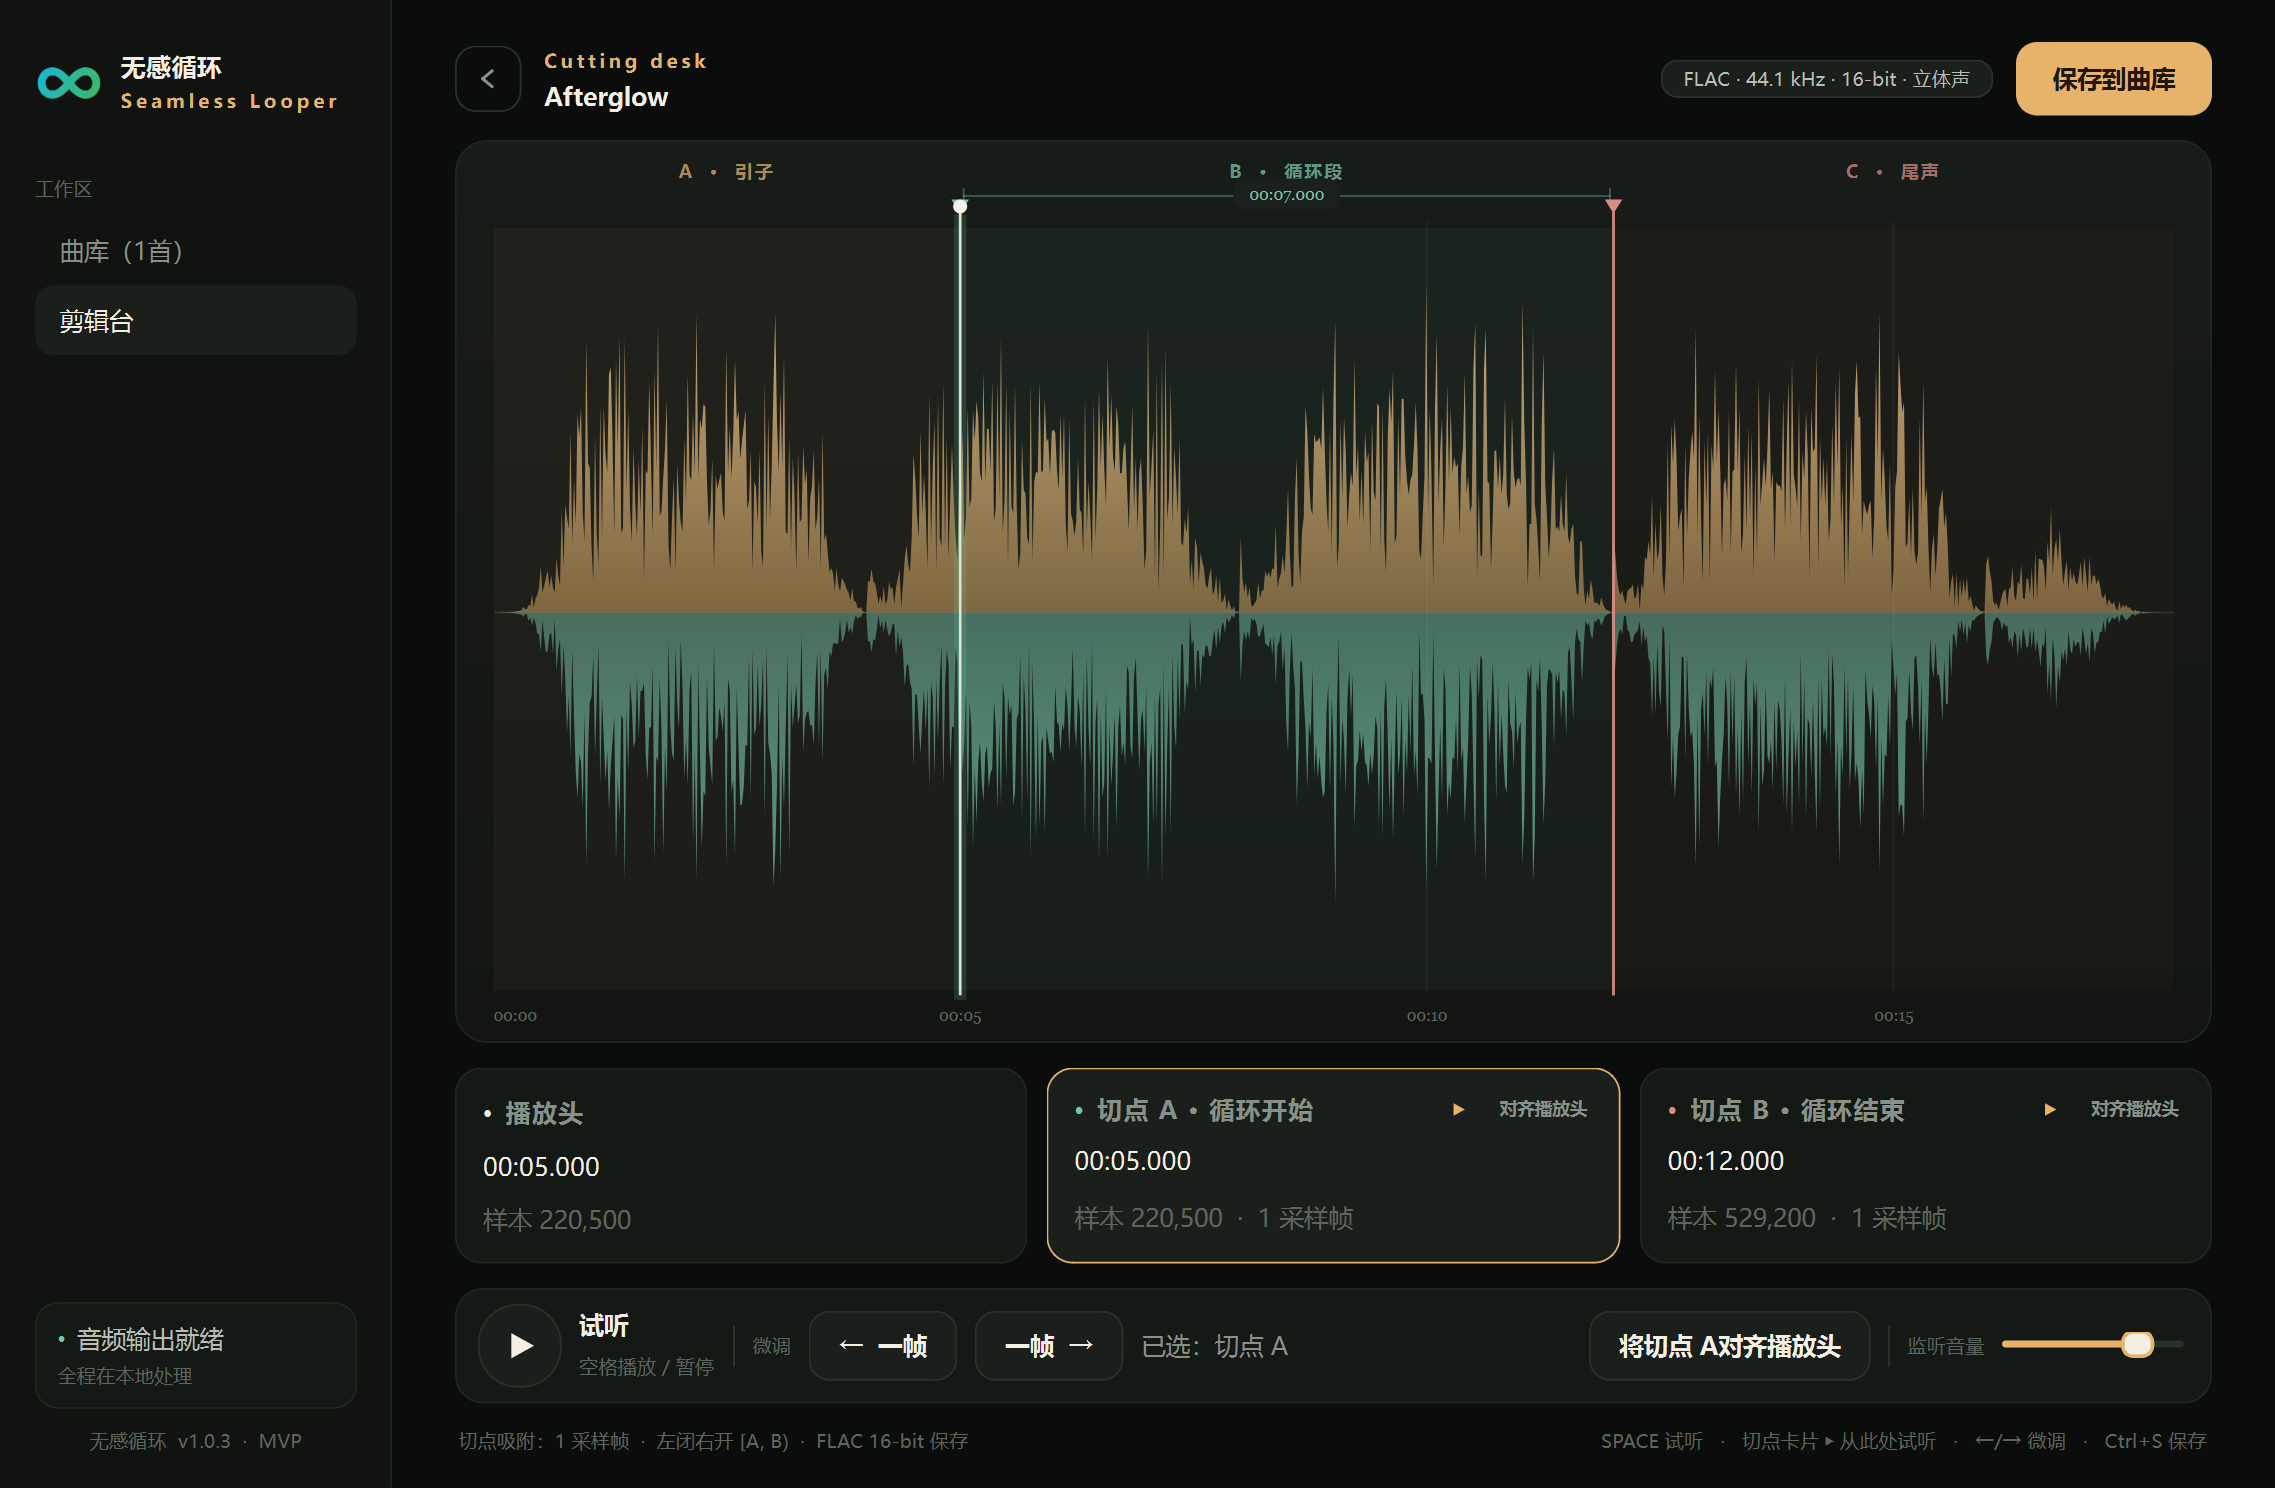 无感循环
Seamless Looper
工作区
曲库（1首）
剪辑台
音频输出就绪
全程在本地处理
无感循环 v1.0.3 · MVP
Cutting desk
Afterglow
FLAC · 44.1 kHz · 16-bit · 立体声
保存到曲库
A · 引子
B · 循环段
C · 尾声
00:07.000
00:00
00:05
00:10
00:15
• 播放头
00:05.000
样本 220,500
• 切点 A • 循环开始
▶ 对齐播放头
00:05.000
样本 220,500 · 1 采样帧
• 切点 B • 循环结束
▶ 对齐播放头
00:12.000
样本 529,200 · 1 采样帧
试听
空格播放 / 暂停
微调
← 一帧
一帧 →
已选：切点 A
将切点 A对齐播放头
监听音量
切点吸附：1 采样帧 · 左闭右开 [A, B) · FLAC 16-bit 保存
SPACE 试听 · 切点卡片 ▸ 从此处试听 · ←/→ 微调 · Ctrl+S 保存